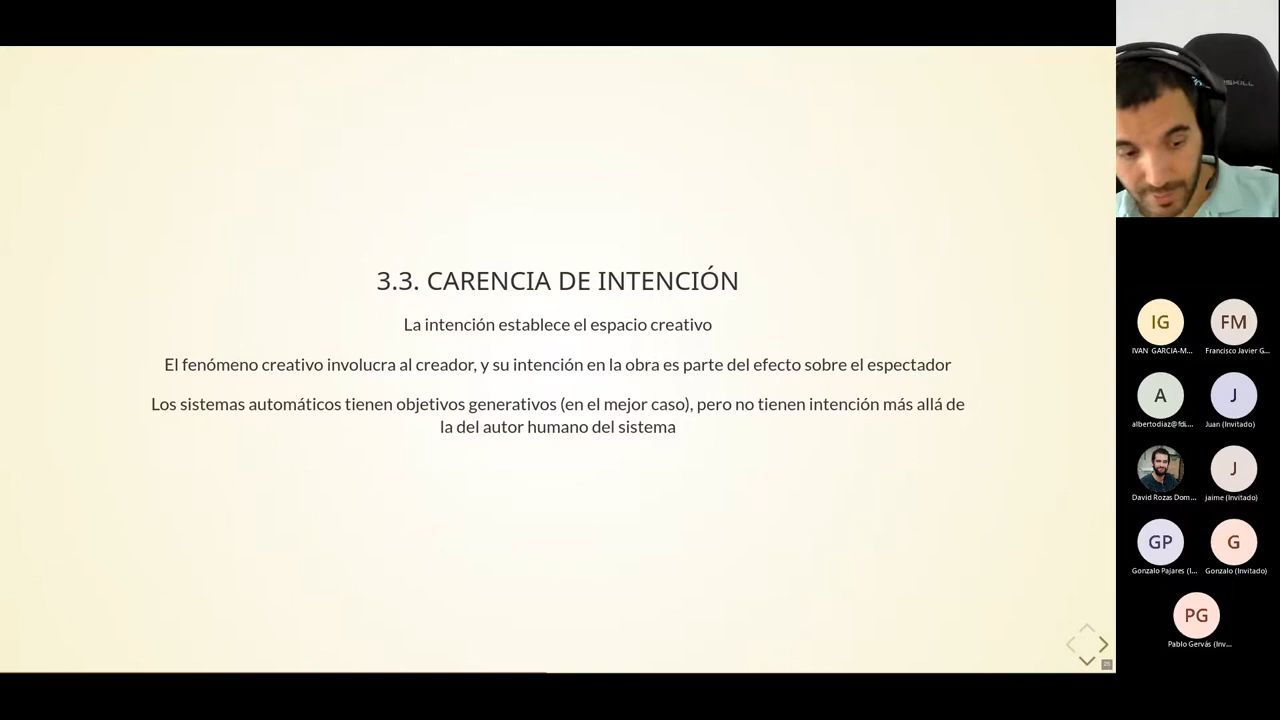 3.3. CARENCIA DE INTENCIÓN
La intención establece el espacio creativo
El fenómeno creativo involucra al creador, y su intención en la obra es parte del efecto sobre el espectador
Los sistemas automáticos tienen objetivos generativos (en el mejor caso), pero no tienen intención más allá de
la del autor humano del sistema
IG
FM
IVAN GARCIA-M...
Francisco Javier G...
A
J
albertodiaz@fdi....
Juan (Invitado)
J
David Rozas Dom...
jaime (Invitado)
GP
G
Gonzalo Pajares (I...
Gonzalo (Invitado)
PG
Pablo Gervás (Inv...